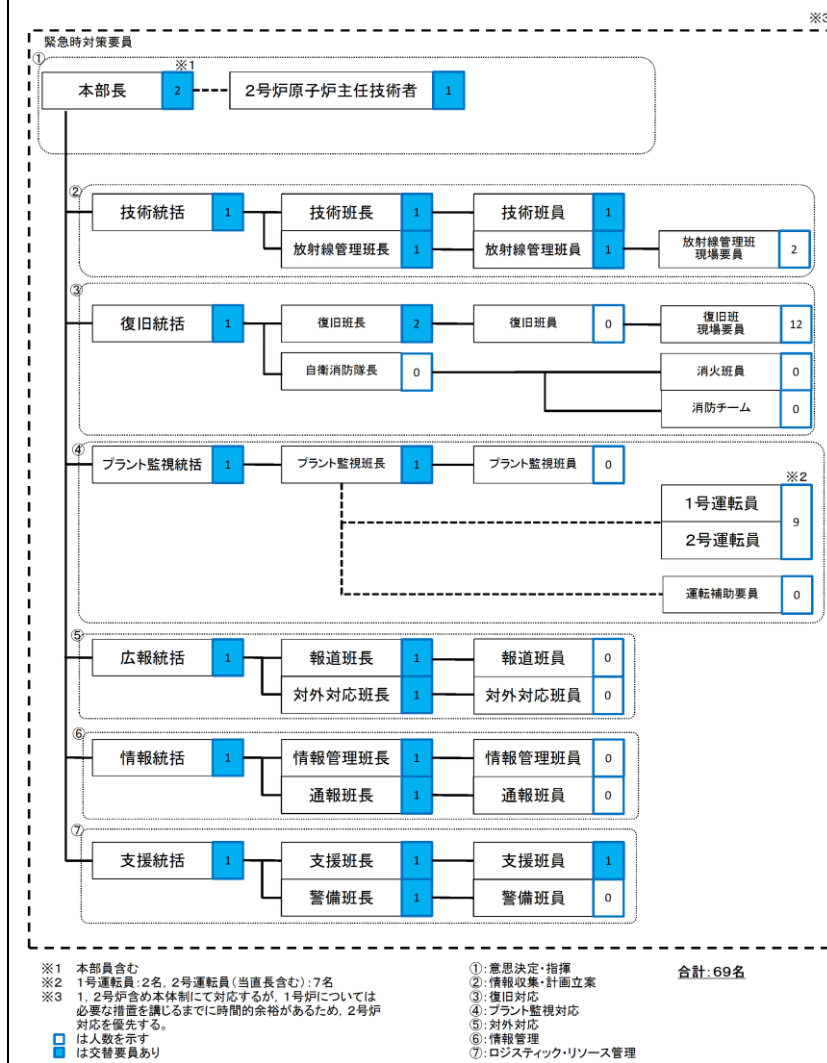 ※3
緊急時対策要員
①
※1
本部長 2 2号炉原子炉主任技術者 1
②
技術統括 1 技術班長 1 技術班員 1
放射線管理班長 1 放射線管理班員 1 放射線管理班
現場要員 2
③
復旧統括 1 復旧班長 2 復旧班員 0 復旧班
現場要員 12
自衛消防隊長 0 消火班員 0
消防チーム 0
④
プラント監視統括 1 プラント監視班長 1 プラント監視班員 0
※2
1号運転員
9
2号運転員
運転補助要員 0
⑤
広報統括 1 報道班長 1 報道班員 0
対外対応班長 1 対外対応班員 0
⑥
情報統括 1 情報管理班長 1 情報管理班員 0
通報班長 1 通報班員 0
⑦
支援統括 1 支援班長 1 支援班員 1
警備班長 1 警備班員 0
※1 本部員含む
※2 1号運転員:2名,2号運転員(当直長含む):7名
※3 1,2号炉含め本体制にて対応するが,1号炉については
必要な措置を講じるまでに時間的余裕があるため,2号炉
対応を優先する。
は人数を示す
は交替要員あり
①:意思決定・指揮
②:情報収集・計画立案
③:復旧対応
④:プラント監視対応
⑤:対外対応
⑥:情報管理
⑦:ロジスティック・リソース管理
合計:69名